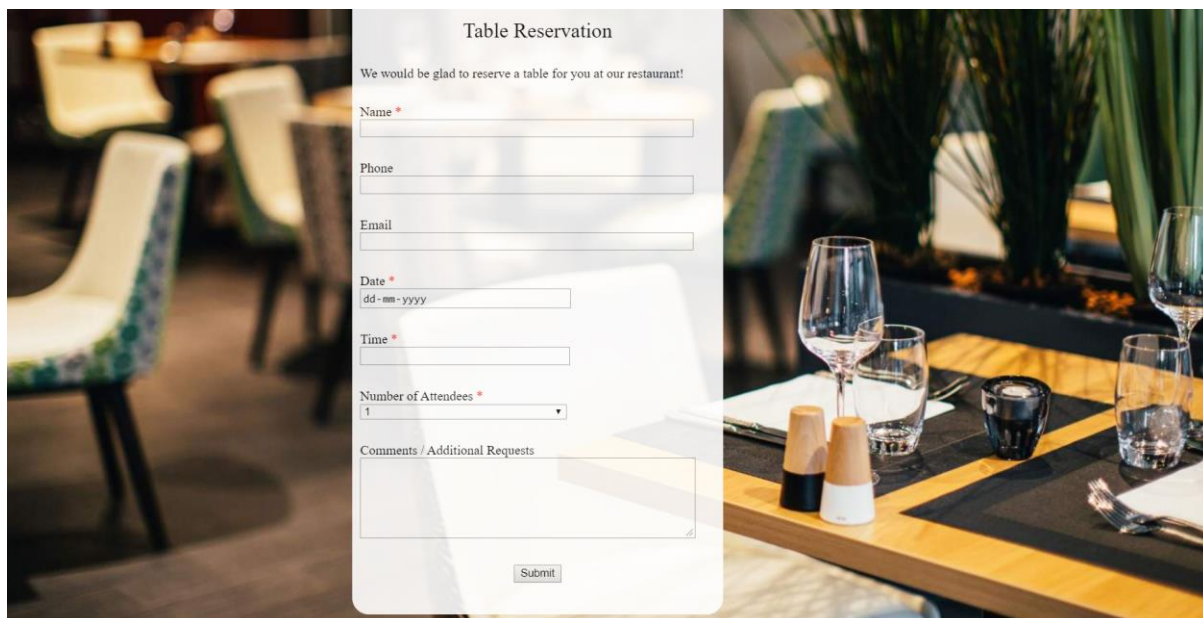 Table Reservation
We would be glad to reserve a table for you at our restaurant!
Name *
Phone
Email
Date *
dd-mm-yyyy
Time *
Number of Attendees *
1
Comments / Additional Requests
Submit